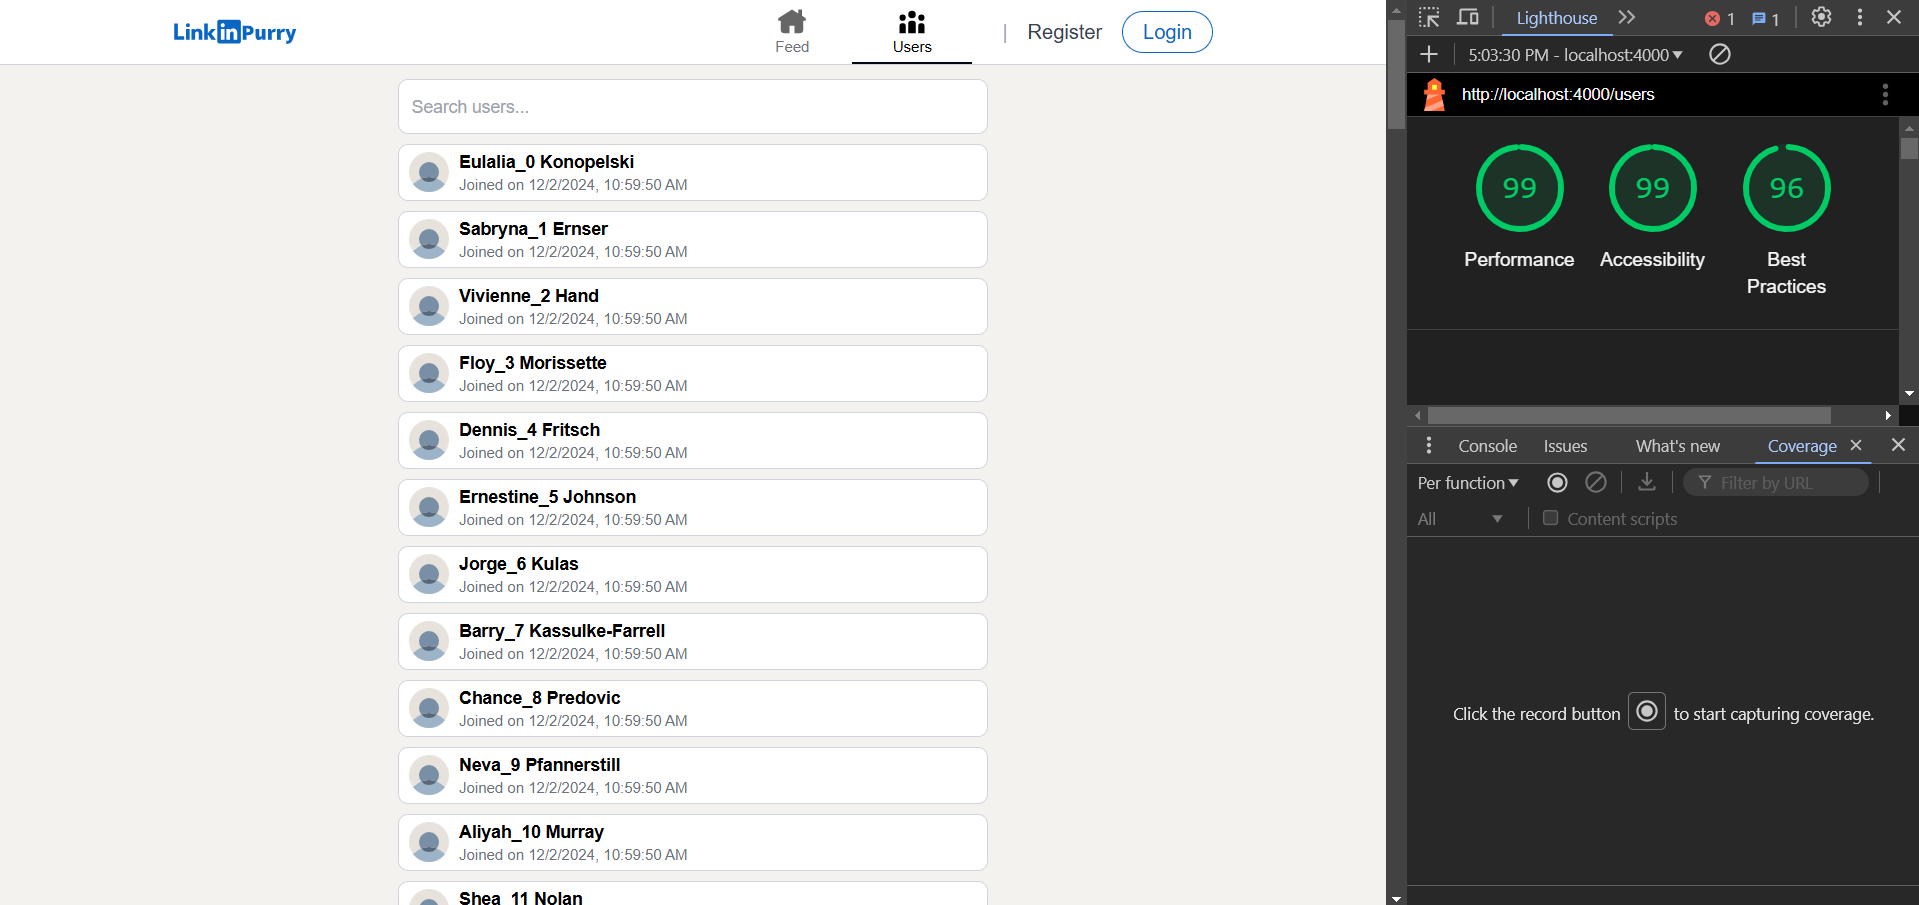 LinkinPurry
Feed
Users
|
Register
Login
Search users...
Eulalia_0 Konopelski
Joined on 12/2/2024, 10:59:50 AM
Sabryna_1 Ernser
Joined on 12/2/2024, 10:59:50 AM
Vivienne_2 Hand
Joined on 12/2/2024, 10:59:50 AM
Floy_3 Morissette
Joined on 12/2/2024, 10:59:50 AM
Dennis_4 Fritsch
Joined on 12/2/2024, 10:59:50 AM
Ernestine_5 Johnson
Joined on 12/2/2024, 10:59:50 AM
Jorge_6 Kulas
Joined on 12/2/2024, 10:59:50 AM
Barry_7 Kassulke-Farrell
Joined on 12/2/2024, 10:59:50 AM
Chance_8 Predovic
Joined on 12/2/2024, 10:59:50 AM
Neva_9 Pfannerstill
Joined on 12/2/2024, 10:59:50 AM
Aliyah_10 Murray
Joined on 12/2/2024, 10:59:50 AM
Shea_11 Nolan
Lighthouse
1
1
5:03:30 PM - localhost:4000
http://localhost:4000/users
99
Performance
99
Accessibility
96
Best
Practices
Console
Issues
What's new
Coverage
Per function
Filter by URL
All
Content scripts
Click the record button to start capturing coverage.